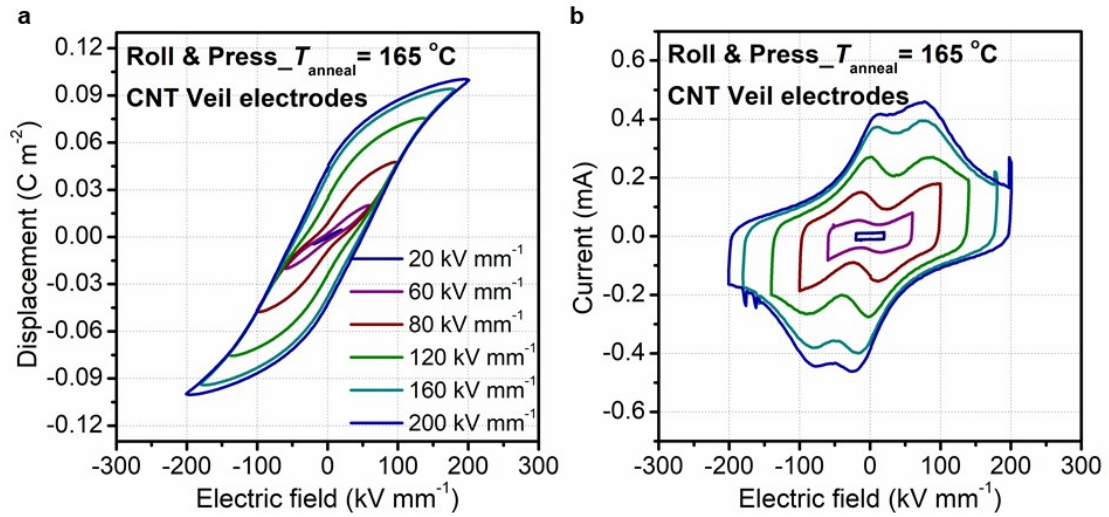 a
Roll & Press_T_anneal = 165 °C
CNT Veil electrodes
Displacement (C m⁻²)
0.12
0.09
0.06
0.03
0.00
-0.03
-0.06
-0.09
-0.12
20 kV mm⁻¹
60 kV mm⁻¹
80 kV mm⁻¹
120 kV mm⁻¹
160 kV mm⁻¹
200 kV mm⁻¹
-300 -200 -100 0 100 200 300
Electric field (kV mm⁻¹)
b
Roll & Press_T_anneal = 165 °C
CNT Veil electrodes
Current (mA)
0.6
0.4
0.2
0.0
-0.2
-0.4
-0.6
-300 -200 -100 0 100 200 300
Electric field (kV mm⁻¹)